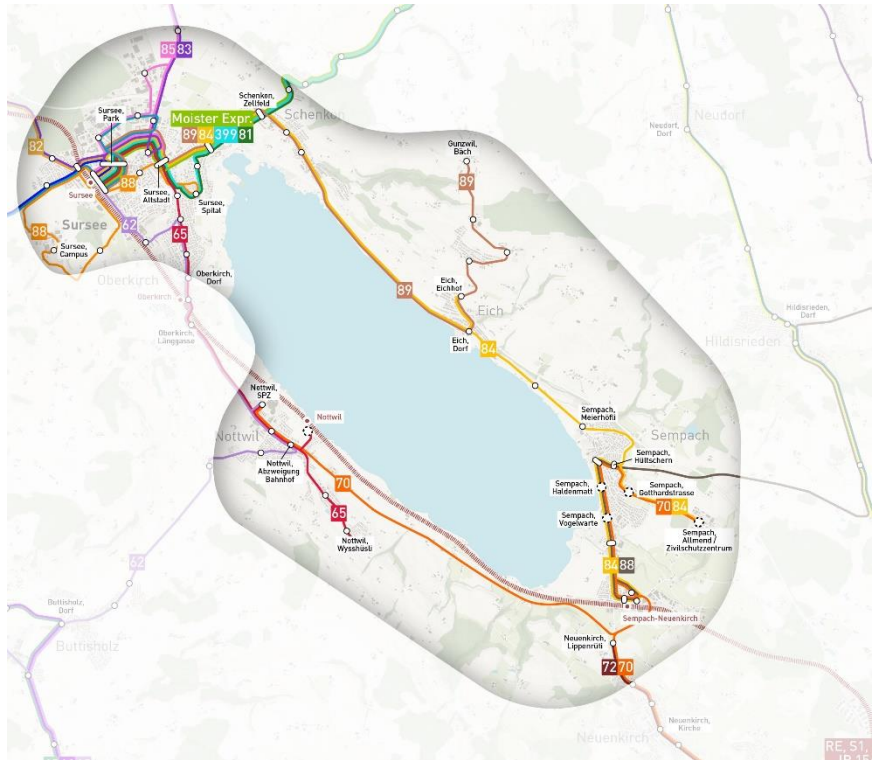 85 83
Sursee,
Park
Moister Expr.
89 84 399 81
Schenkon,
Zellfeld
Schenkon
Gunzwil,
Bach
Neudorf, Dorf
Neudorf
82
88
Sursee
Sursee,
Altstadt
Sursee,
Spital
Sursee
62
65
88
Sursee,
Campus
89
Oberkirch
Oberkirch,
Dorf
Oberkirch
Oberkirch,
Länggasse
89
Eich,
Eichhof
Eich
Eich,
Dorf
84
Hildisrieden,
Dorf
Hildisrieden
Nottwil,
SPZ
Nottwil
Nottwil
Nottwil,
Abzweigung
Bahnhof
70
65
Nottwil,
Wysshüsli
Sempach,
Meierhöfli
Sempach
Sempach,
Hültschern
Sempach,
Haldenmatt
Sempach,
Gotthardstrasse
70 84
Sempach,
Vogelwarte
Sempach,
Allmend /
Zivilschutzzentrum
84 88
62
Buttisholz,
Dorf
Buttisholz
Sempach-Neuenkirch
Neuenkirch,
Lippenrüti
72 70
Neuenkirch,
Kirche
Neuenkirch
RE, S1,
IR 15